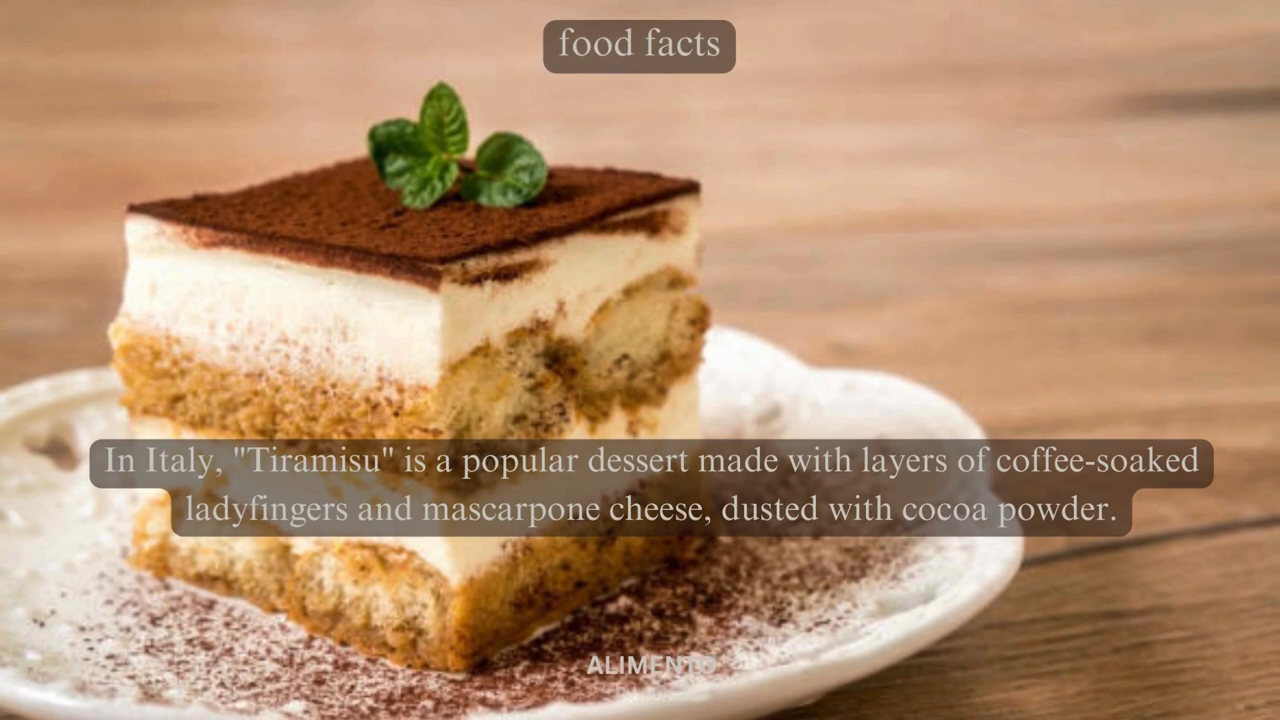 food facts
In Italy, "Tiramisu" is a popular dessert made with layers of coffee-soaked
ladyfingers and mascarpone cheese, dusted with cocoa powder.
ALIMENTO